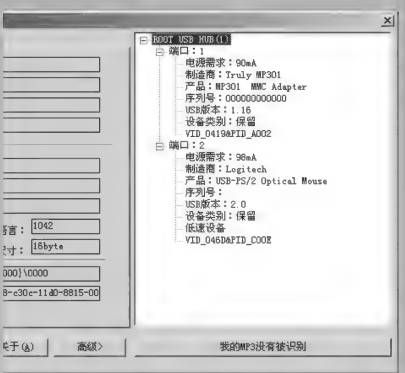 ROOT USB HUB(1)
端口：1
电源需求：90mA
制造商：Truly MP301
产品：MP301 MMC Adapter
序列号：000000000000
USB版本：1.16
设备类别：保留
VID_0419&PID_A002
端口：2
电源需求：98mA
制造商：Logitech
产品：USB-PS/2 Optical Mouse
序列号：
USB版本：2.0
设备类别：保留
低速设备
VID_046D&PID_C00E
语言：1042
尺寸：16byte
000}\0000
8-c30c-11d0-8815-00
关于(A)
高级>
我的MP3没有被识别